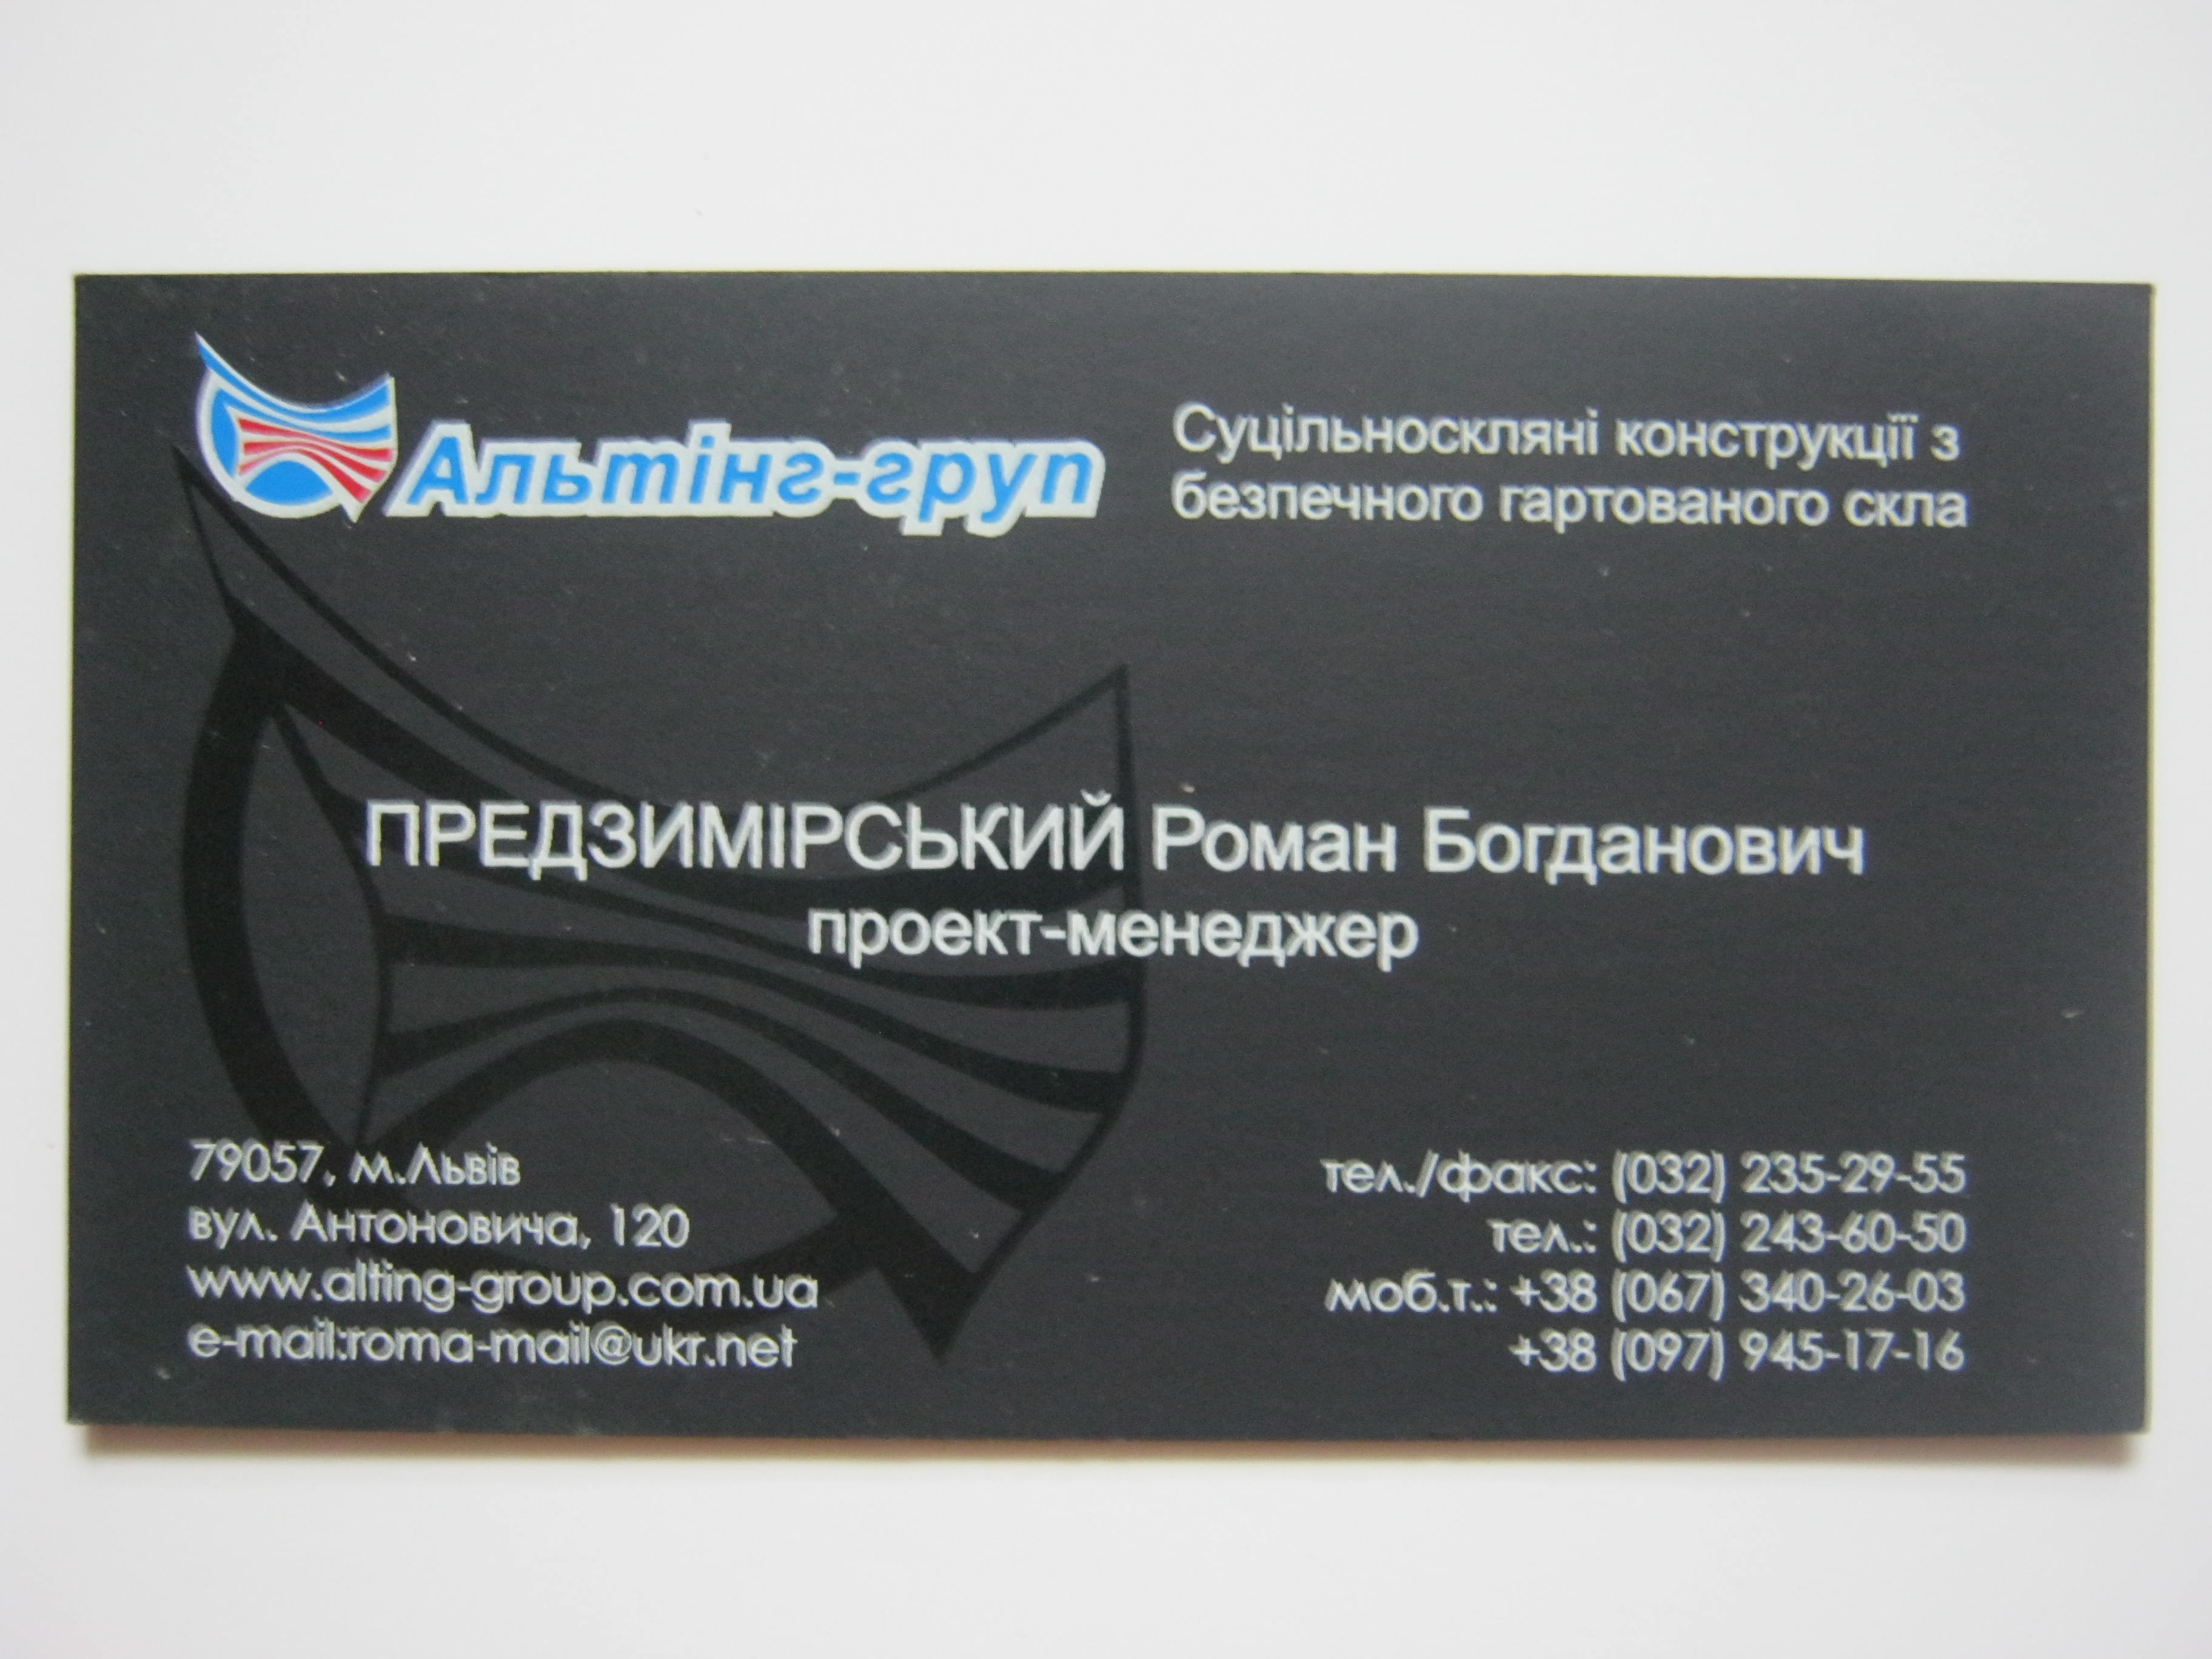 Альтінг-груп
Суцільноскляні конструкції з
безпечного гартованого скла
ПРЕДЗИМІРСЬКИЙ Роман Богданович
проект-менеджер
79057, м.Львів
вул. Антоновича, 120
www.alting-group.com.ua
e-mail:roma-mail@ukr.net
тел./факс: (032) 235-29-55
тел.: (032) 243-60-50
моб.т.: +38 (067) 340-26-03
+38 (097) 945-17-16